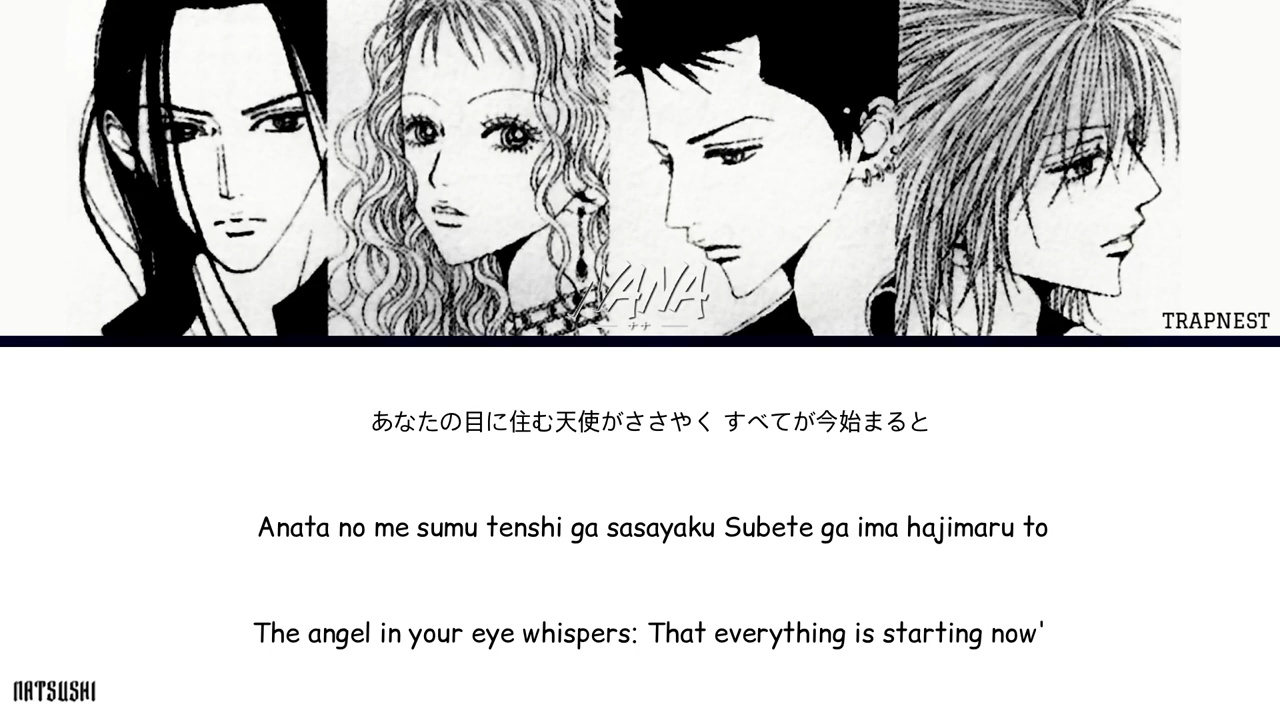 NANA
ナナ
TRAPNEST
あなたの目に住む天使がささやく すべてが今始まると
Anata no me sumu tenshi ga sasayaku Subete ga ima hajimaru to
The angel in your eye whispers: That everything is starting now'
NATSUSHI